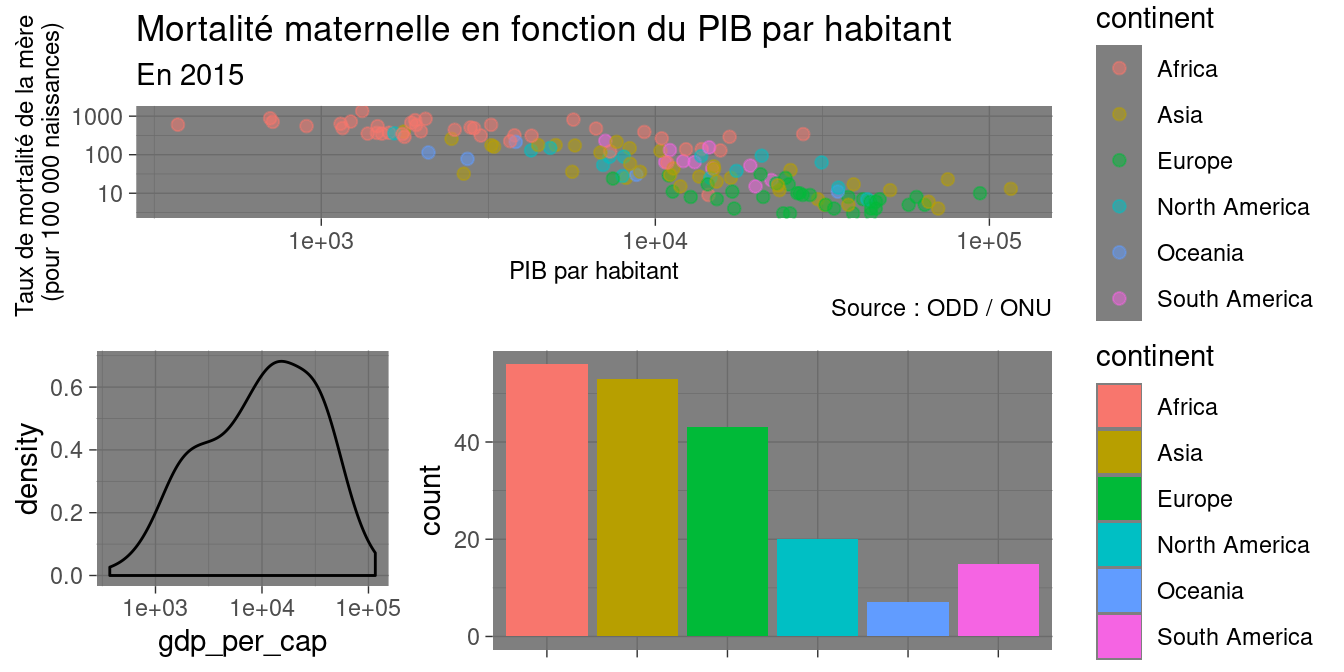 Mortalité maternelle en fonction du PIB par habitant
En 2015
Taux de mortalité de la mère
(pour 100 000 naissances)
1000
100
10
1e+03 1e+04 1e+05
PIB par habitant
Source : ODD / ONU
continent
Africa
Asia
Europe
North America
Oceania
South America
density
0.6
0.4
0.2
0.0
1e+03 1e+04 1e+05
gdp_per_cap
count
40
20
0
continent
Africa
Asia
Europe
North America
Oceania
South America